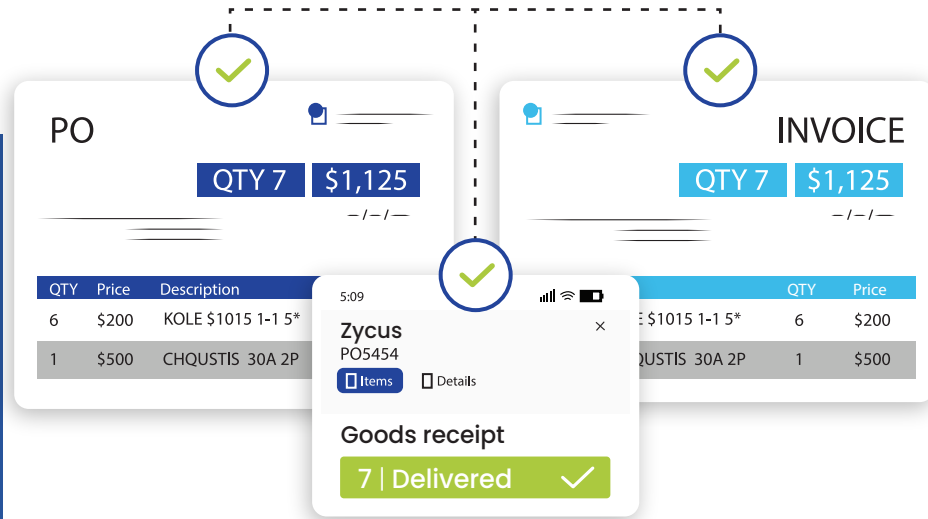 PO
QTY 7 $1,125
–/–/–
QTY Price Description
6 $200 KOLE $1015 1-1 5*
1 $500 CHQUSTIS 30A 2P
INVOICE
QTY 7 $1,125
–/–/–
QTY Price
E $1015 1-1 5* 6 $200
QUSTIS 30A 2P 1 $500
5:09
Zycus ×
PO5454
Items Details
Goods receipt
7 | Delivered